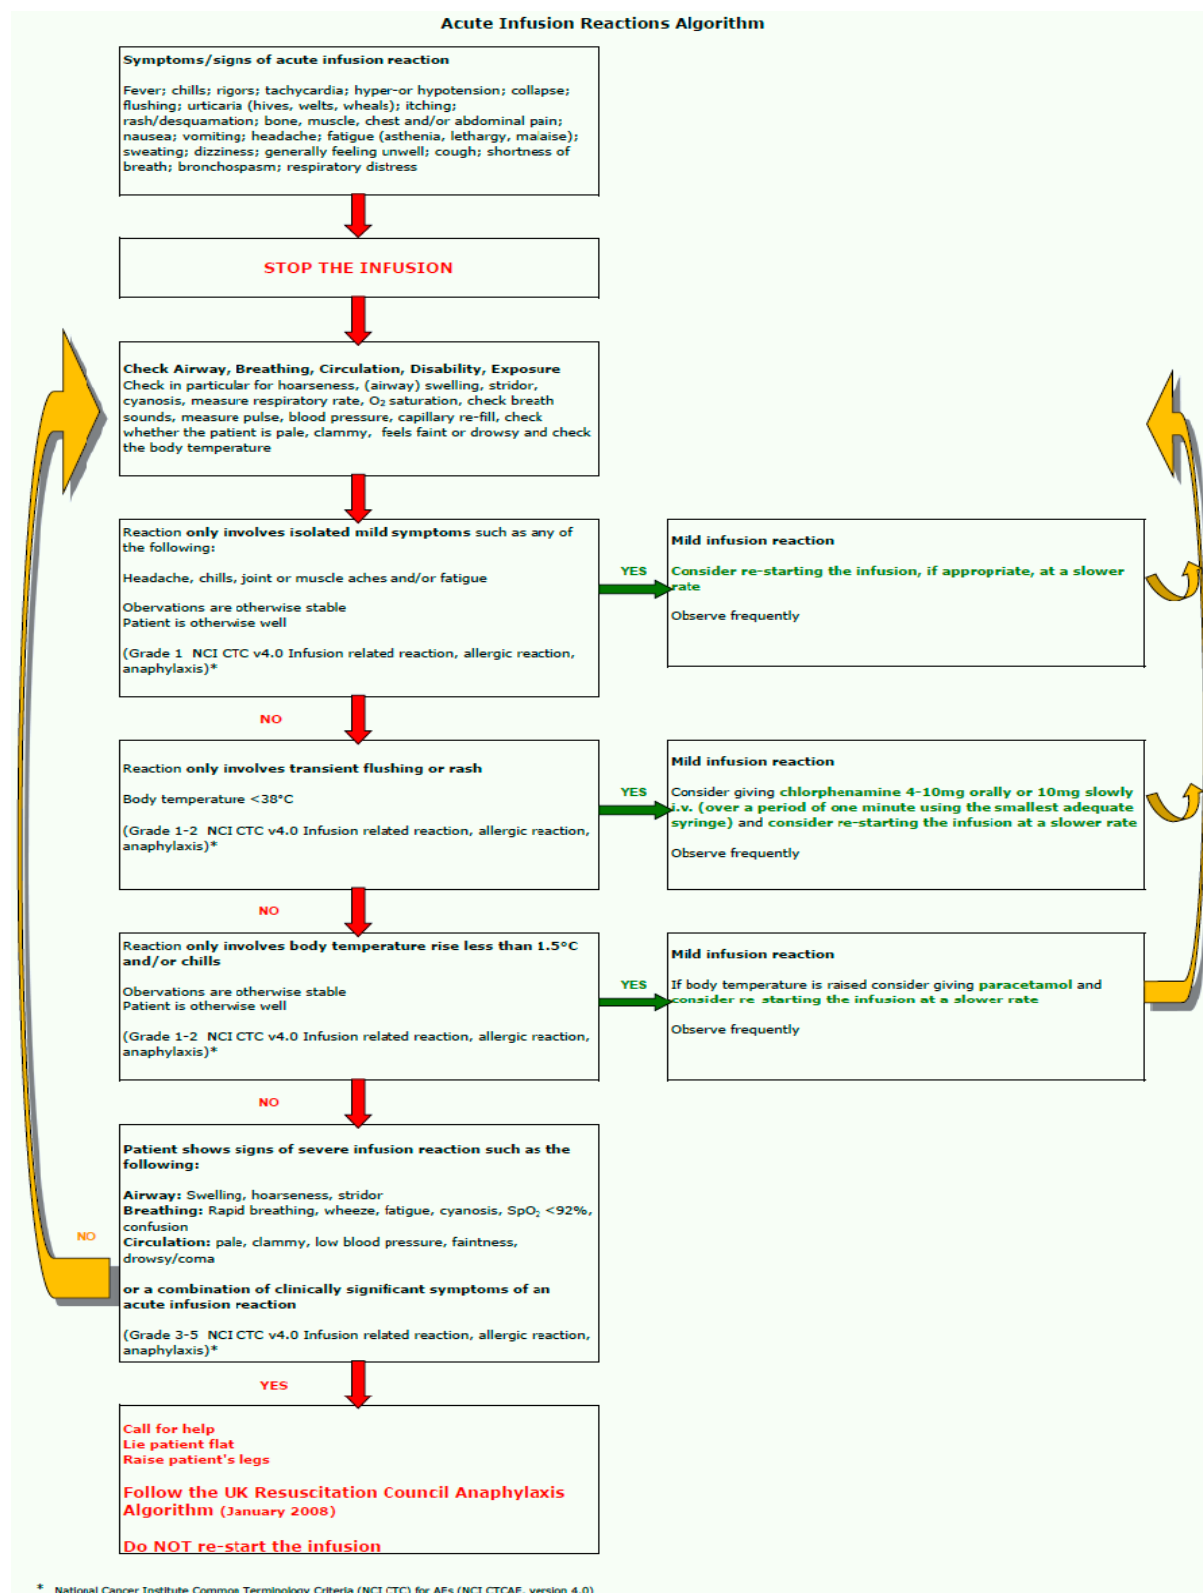 Acute Infusion Reactions Algorithm
Symptoms/signs of acute infusion reaction
Fever; chills; rigors; tachycardia; hyper-or hypotension; collapse;
flushing; urticaria (hives, welts, wheals); itching;
rash/desquamation; bone, muscle, chest and/or abdominal pain;
nausea; vomiting; headache; fatigue (asthenia, lethargy, malaise);
sweating; dizziness; generally feeling unwell; cough; shortness of
breath; bronchospasm; respiratory distress
STOP THE INFUSION
Check Airway, Breathing, Circulation, Disability, Exposure
Check in particular for hoarseness, (airway) swelling, stridor,
cyanosis, measure respiratory rate, O₂ saturation, check breath
sounds, measure pulse, blood pressure, capillary re-fill, check
whether the patient is pale, clammy, feels faint or drowsy and check
the body temperature
Reaction only involves isolated mild symptoms such as any of
the following:
Headache, chills, joint or muscle aches and/or fatigue
Obervations are otherwise stable
Patient is otherwise well
(Grade 1 NCI CTC v4.0 Infusion related reaction, allergic reaction,
anaphylaxis)*
YES
Mild infusion reaction
Consider re-starting the infusion, if appropriate, at a slower
rate
Observe frequently
NO
Reaction only involves transient flushing or rash
Body temperature <38°C
(Grade 1-2 NCI CTC v4.0 Infusion related reaction, allergic reaction,
anaphylaxis)*
YES
Mild infusion reaction
Consider giving chlorphenamine 4-10mg orally or 10mg slowly
i.v. (over a period of one minute using the smallest adequate
syringe) and consider re-starting the infusion at a slower rate
Observe frequently
NO
Reaction only involves body temperature rise less than 1.5°C
and/or chills
Obervations are otherwise stable
Patient is otherwise well
(Grade 1-2 NCI CTC v4.0 Infusion related reaction, allergic reaction,
anaphylaxis)*
YES
Mild infusion reaction
If body temperature is raised consider giving paracetamol and
consider re starting the infusion at a slower rate
Observe frequently
NO
Patient shows signs of severe infusion reaction such as the
following:
Airway: Swelling, hoarseness, stridor
Breathing: Rapid breathing, wheeze, fatigue, cyanosis, SpO₂ <92%,
confusion
Circulation: pale, clammy, low blood pressure, faintness,
drowsy/coma
or a combination of clinically significant symptoms of an
acute infusion reaction
(Grade 3-5 NCI CTC v4.0 Infusion related reaction, allergic reaction,
anaphylaxis)*
NO
YES
Call for help
Lie patient flat
Raise patient's legs
Follow the UK Resuscitation Council Anaphylaxis
Algorithm (January 2008)
Do NOT re-start the infusion
* National Cancer Institute Common Terminology Criteria (NCI CTC) for AEs (NCI CTCAE, version 4.0)